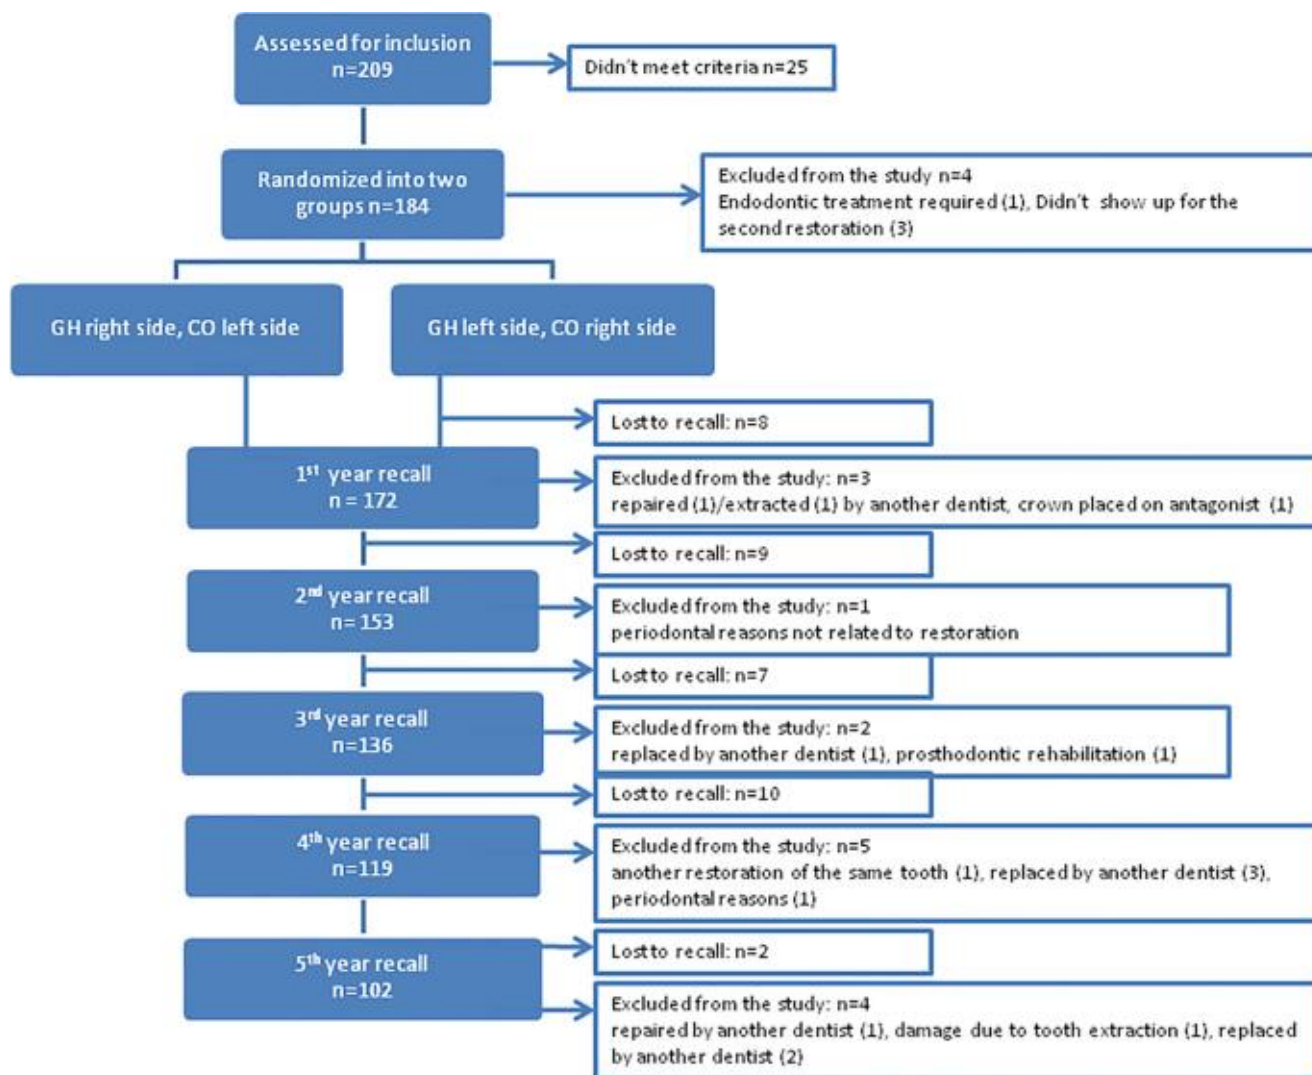 Assessed for inclusion
n=209
Didn´t meet criteria n=25
Randomized into two
groups n=184
Excluded from the study n=4
Endodontic treatment required (1), Didn´t show up for the
second restoration (3)
GH right side, CO left side
GH left side, CO right side
Lost to recall: n=8
1st year recall
n = 172
Excluded from the study: n=3
repaired (1)/extracted (1) by another dentist, crown placed on antagonist (1)
Lost to recall: n=9
2nd year recall
n= 153
Excluded from the study: n=1
periodontal reasons not related to restoration
Lost to recall: n=7
3rd year recall
n=136
Excluded from the study: n=2
replaced by another dentist (1), prosthodontic rehabilitation (1)
Lost to recall: n=10
4th year recall
n=119
Excluded from the study: n=5
another restoration of the same tooth (1), replaced by another dentist (3),
periodontal reasons (1)
Lost to recall: n=2
5th year recall
n=102
Excluded from the study: n=4
repaired by another dentist (1), damage due to tooth extraction (1), replaced
by another dentist (2)